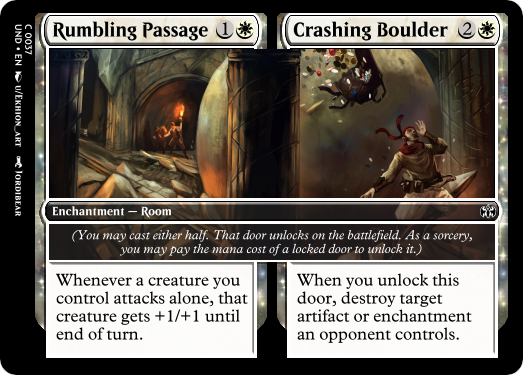 Rumbling Passage 1
Crashing Boulder 2
Enchantment — Room
(You may cast either half. That door unlocks on the battlefield. As a sorcery,
you may pay the mana cost of a locked door to unlock it.)
Whenever a creature you
control attacks alone, that
creature gets +1/+1 until
end of turn.
When you unlock this
door, destroy target
artifact or enchantment
an opponent controls.
C 0037
UND • EN u/Ekhion_art Jordibear